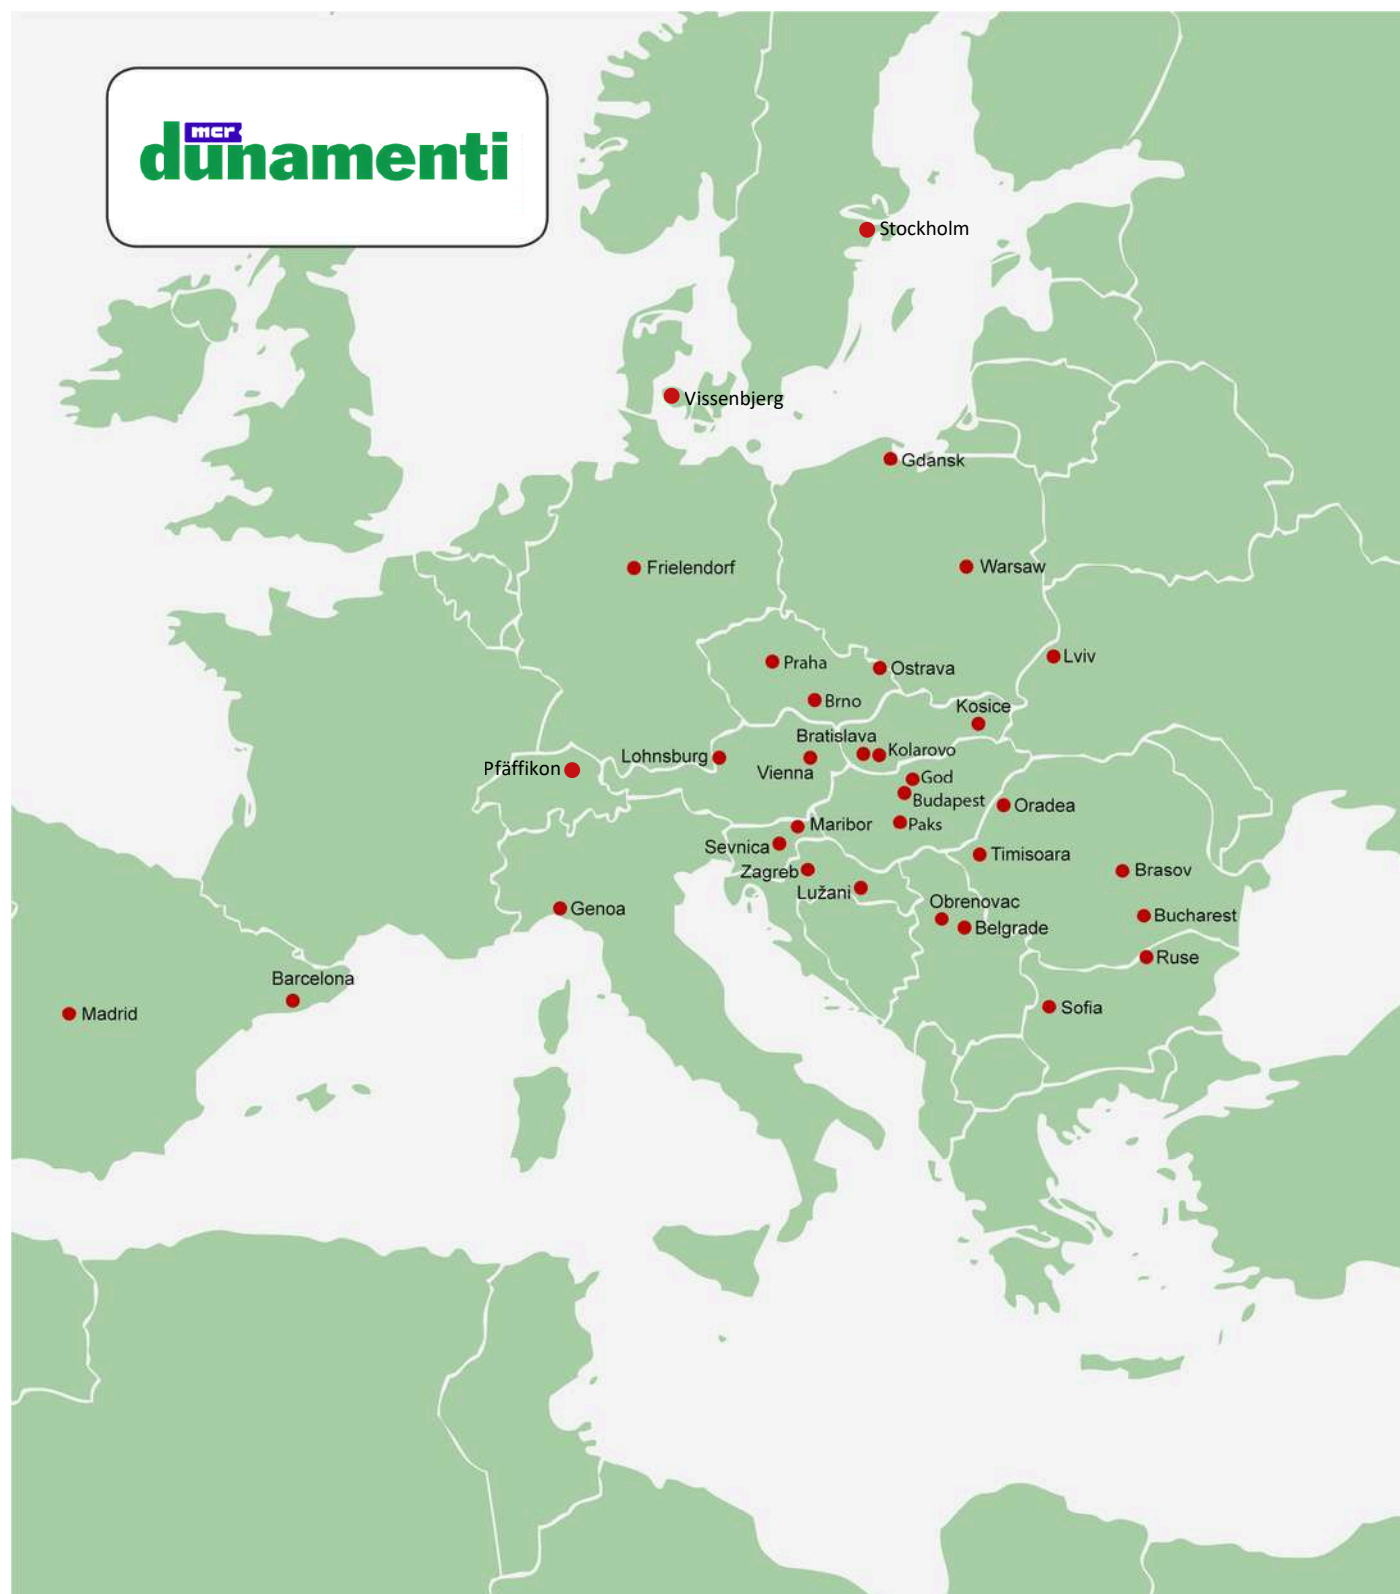 mcr
dunamenti
Stockholm
Vissenbjerg
Gdansk
Frielendorf
Warsaw
Praha
Ostrava
Lviv
Brno
Kosice
Bratislava
Kolarovo
Lohnsburg
Vienna
Pfäffikon
God
Budapest
Oradea
Paks
Maribor
Sevnica
Timisoara
Zagreb
Brasov
Lužani
Obrenovac
Genoa
Bucharest
Belgrade
Ruse
Barcelona
Sofia
Madrid